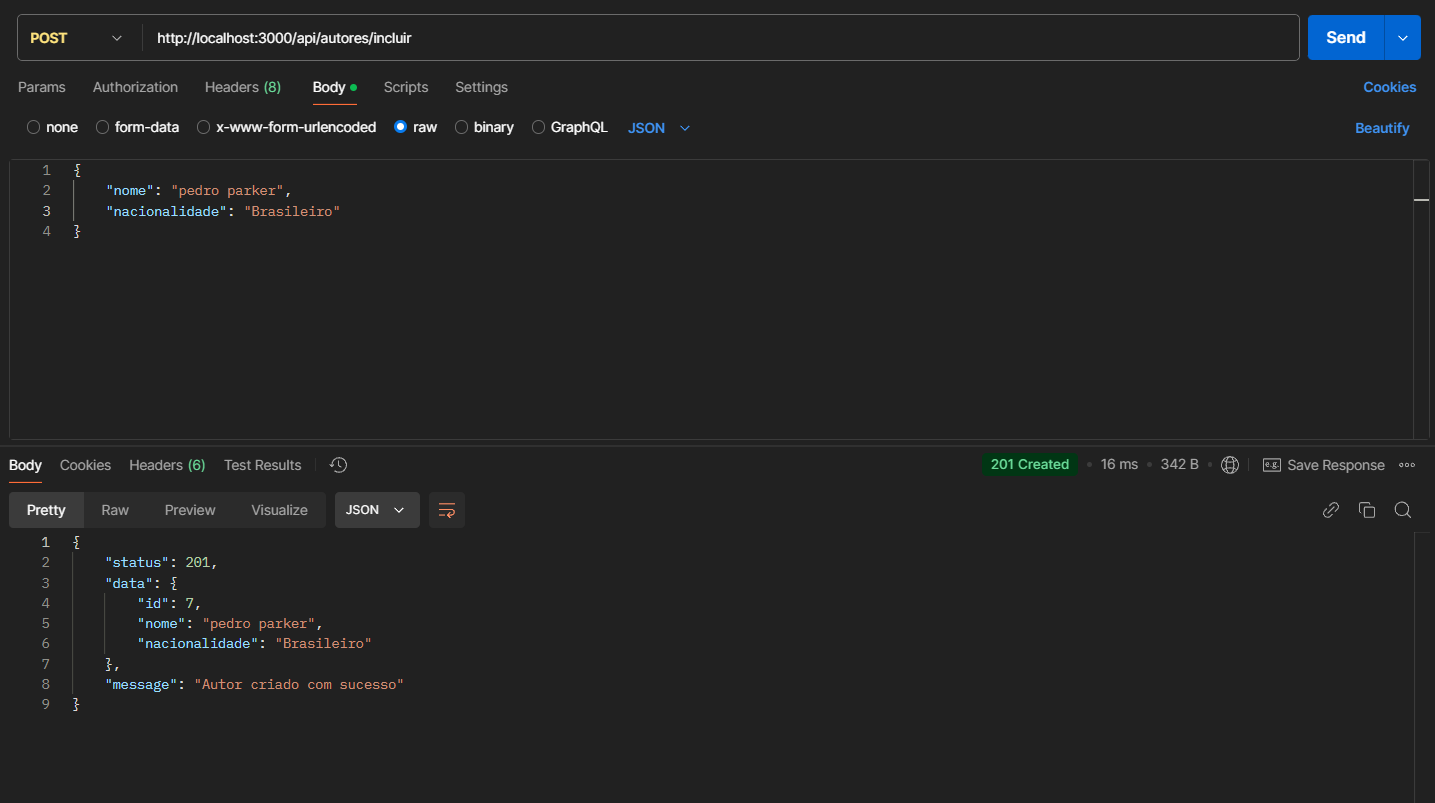 POST http://localhost:3000/api/autores/incluir Send
Params Authorization Headers (8) Body Scripts Settings Cookies
none form-data x-www-form-urlencoded raw binary GraphQL JSON Beautify
1 {
2 "nome": "pedro parker",
3 "nacionalidade": "Brasileiro"
4 }
Body Cookies Headers (6) Test Results 201 Created 16 ms 342 B e.g. Save Response
Pretty Raw Preview Visualize JSON
1 {
2 "status": 201,
3 "data": {
4 "id": 7,
5 "nome": "pedro parker",
6 "nacionalidade": "Brasileiro"
7 },
8 "message": "Autor criado com sucesso"
9 }